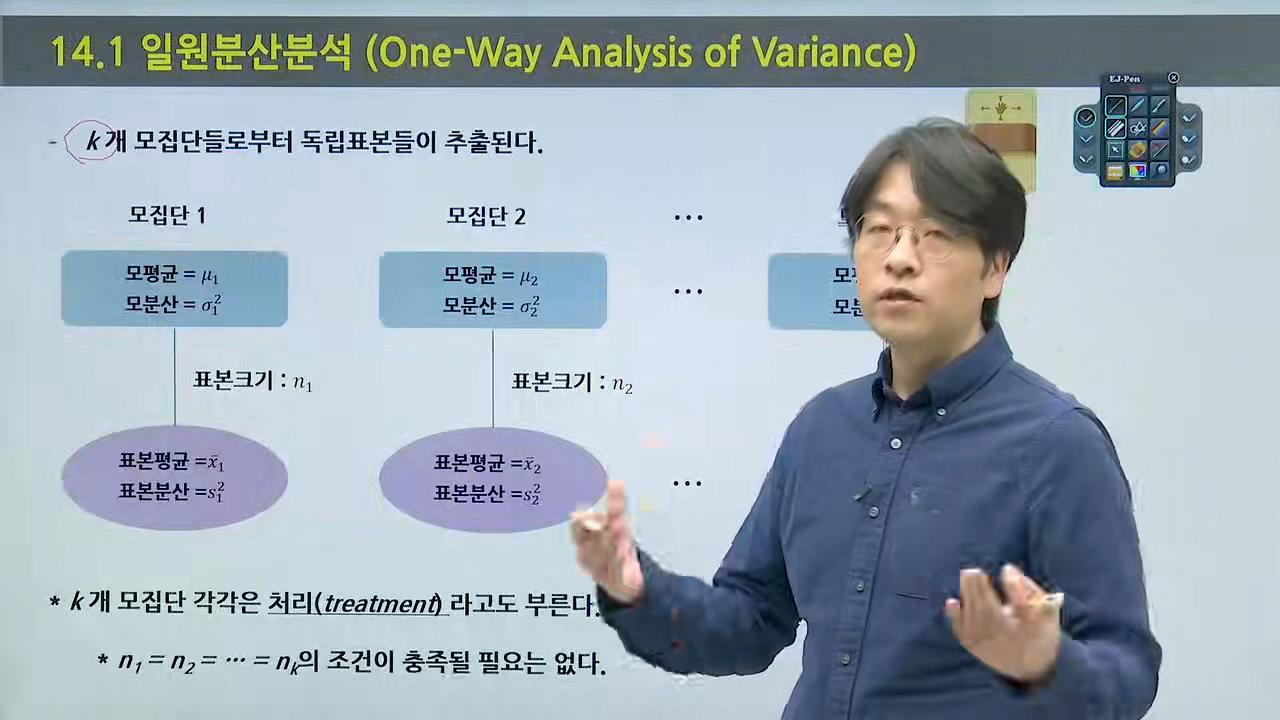 14.1 일원분산분석 (One-Way Analysis of Variance)
EJ-Pen
- k개 모집단들로부터 독립표본들이 추출된다.
모집단 1 모집단 2 ...
모평균 = μ₁ 모평균 = μ₂
모분산 = σ₁² 모분산 = σ₂² ...
표본크기 : n₁ 표본크기 : n₂
표본평균 =x̄₁ 표본평균 =x̄₂
표본분산 =s₁² 표본분산 =s₂² ...
* k개 모집단 각각은 처리(treatment) 라고도 부른다.
* n₁ = n₂ = ··· = nₖ의 조건이 충족될 필요는 없다.